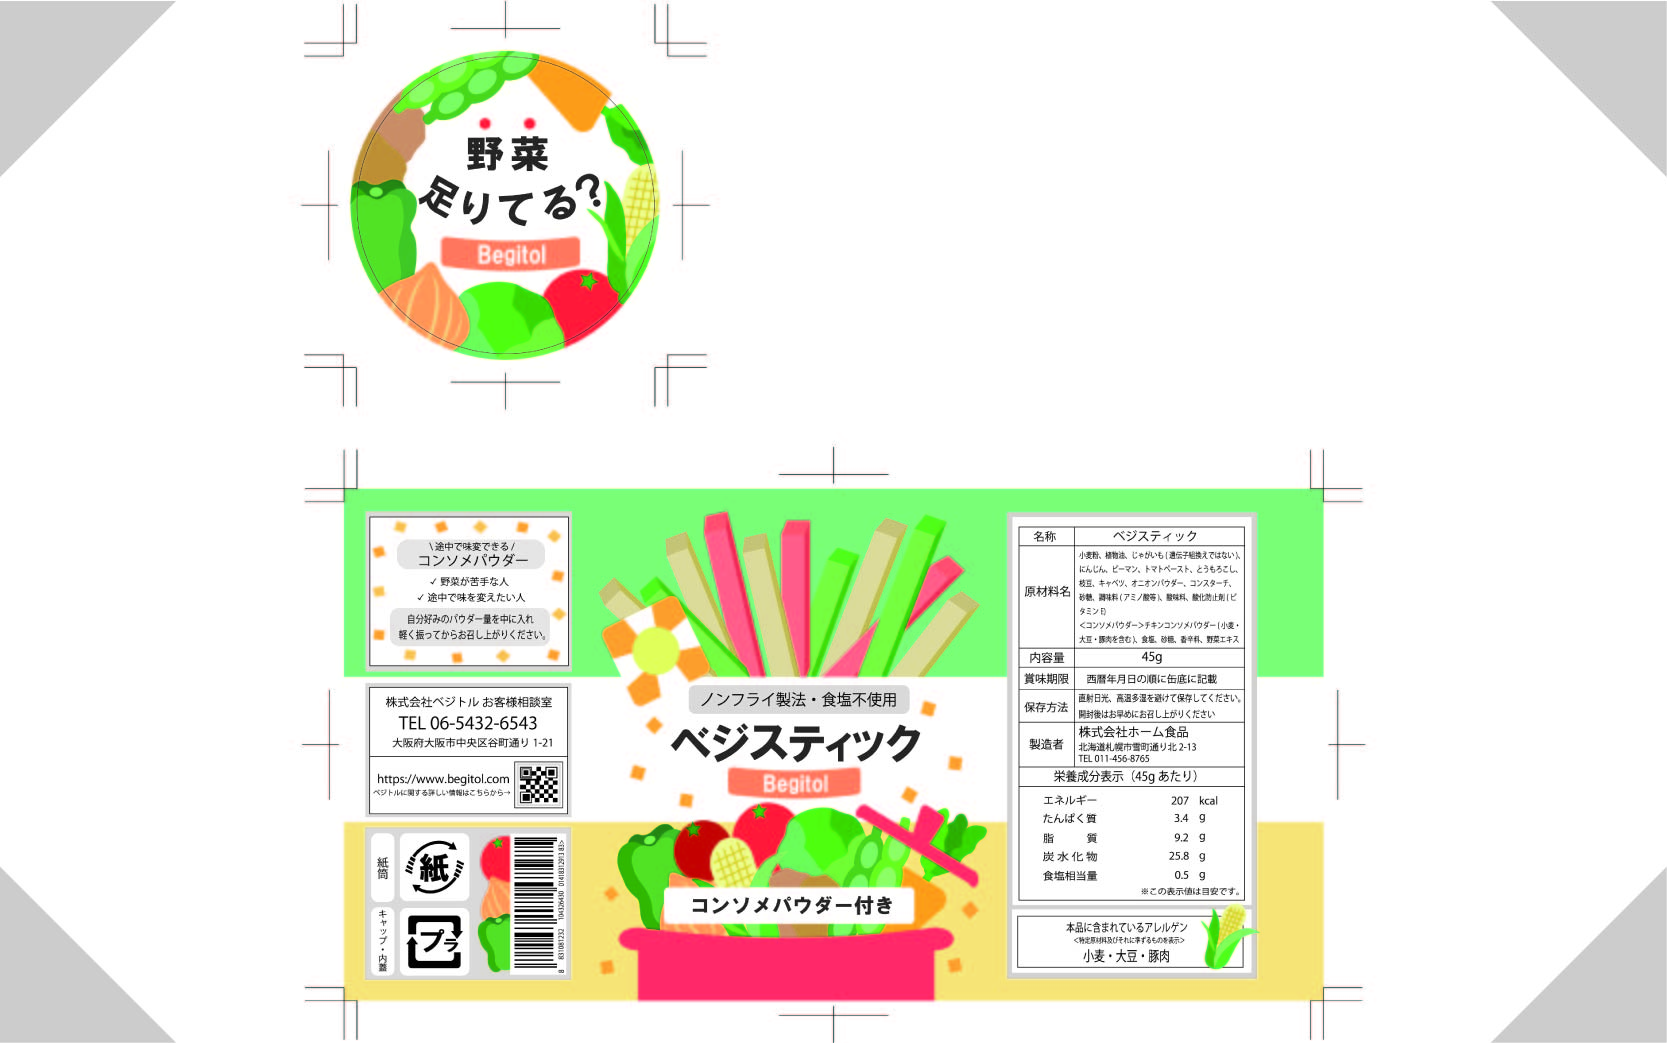 野菜
足りてる?
Begitol
\ 途中で味変できる /
コンソメパウダー
✓ 野菜が苦手な人
✓ 途中で味を変えたい人
自分好みのパウダー量を中に入れ
軽く振ってからお召し上がりください。
株式会社ベジトル お客様相談室
TEL 06-5432-6543
大阪府大阪市中央区谷町通り 1-21
https://www.begitol.com
ベジトルに関する詳しい情報はこちらから→
紙筒
紙
キャップ・内蓋
プラ
8 831081232 104326430 01418312913 83>
ノンフライ製法・食塩不使用
ベジスティック
Begitol
コンソメパウダー付き
名称 ベジスティック
原材料名
小麦粉、植物油、じゃがいも ( 遺伝子組換えではない )、
にんじん、ピーマン、トマトペースト、とうもろこし、
枝豆、キャベツ、オニオンパウダー、コンスターチ、
砂糖、調味料 ( アミノ酸等 )、酸味料、酸化防止剤 ( ビ
タミン E)
<コンソメパウダー>チキンコンソメパウダー ( 小麦・
大豆・豚肉を含む )、食塩、砂糖、香辛料、野菜エキス
内容量 45g
賞味期限 西暦年月日の順に缶底に記載
保存方法
直射日光、高温多湿を避けて保存してください。
開封後はお早めにお召し上がりください
製造者
株式会社ホーム食品
北海道札幌市雪町通り北 2-13
TEL 011-456-8765
栄養成分表示（45g あたり）
エネルギー 207 kcal
たんぱく質 3.4 g
脂 質 9.2 g
炭水化物 25.8 g
食塩相当量 0.5 g
※この表示値は目安です。
本品に含まれているアレルゲン
<特定原材料及びそれに準ずるものを表示>
小麦・大豆・豚肉